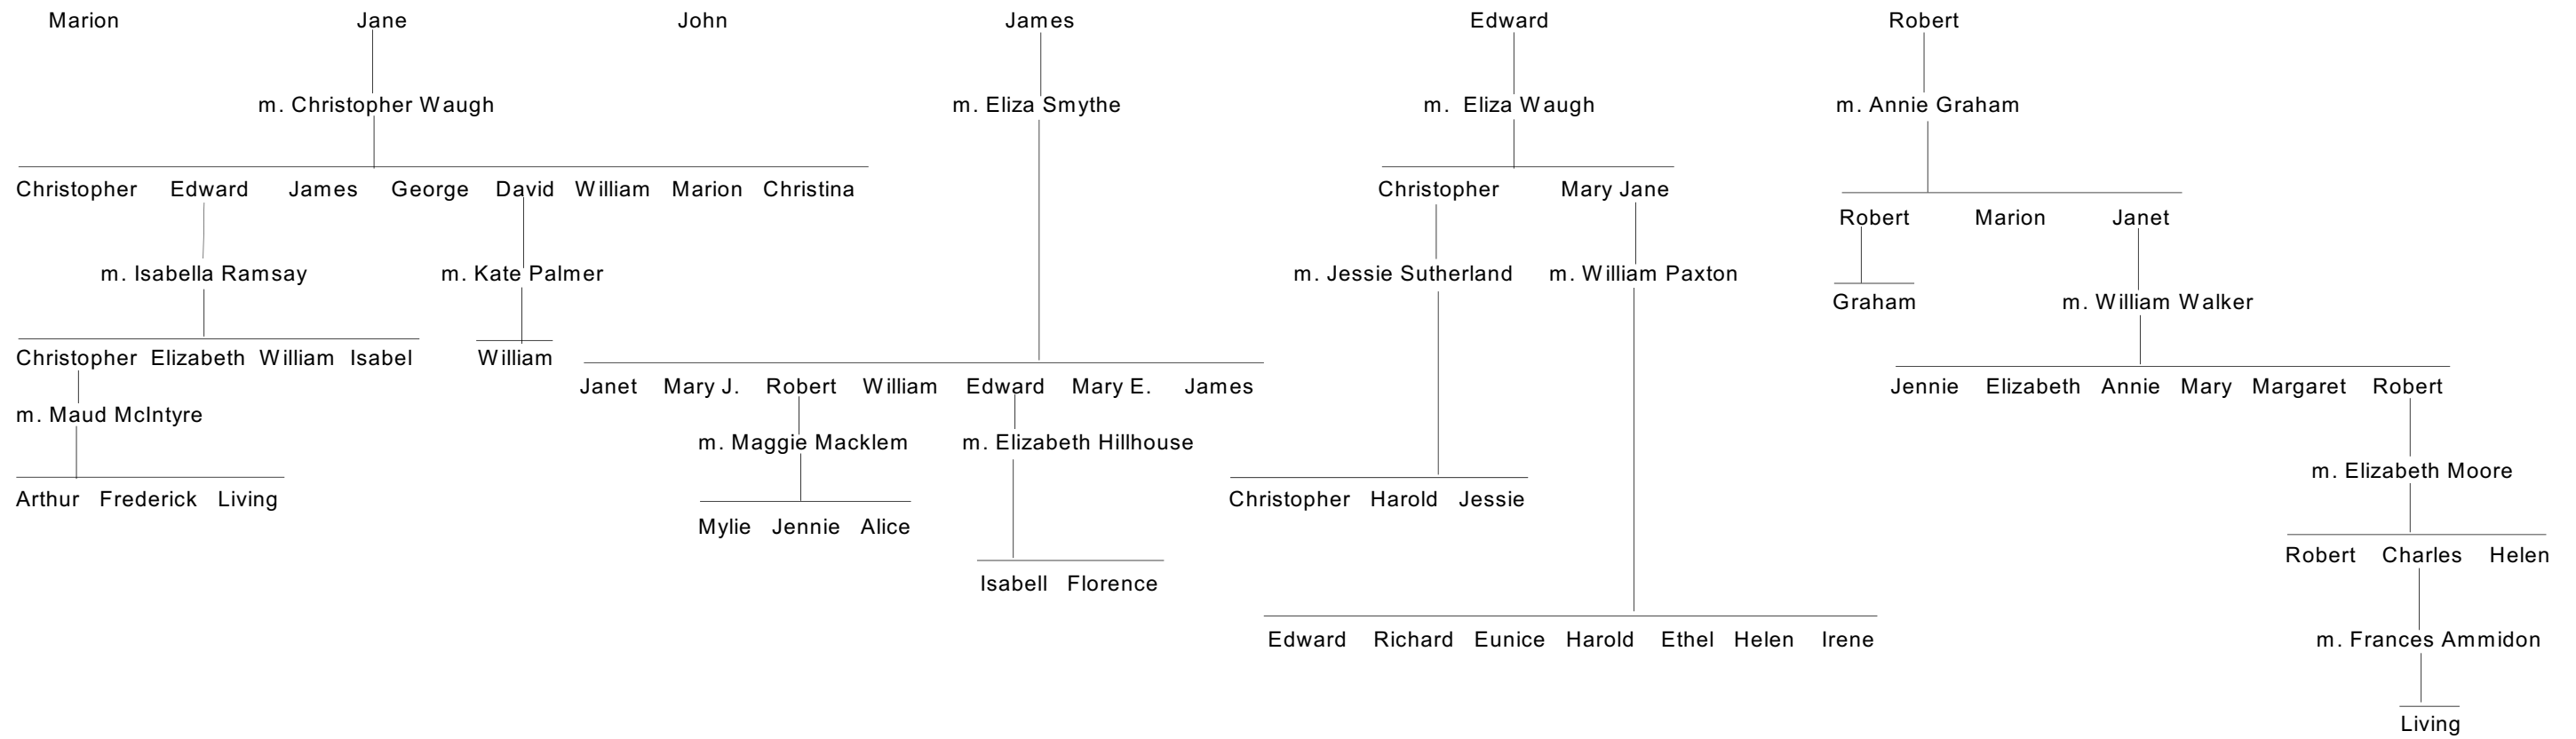 Marion Jane John James Edward Robert
m. Christopher Waugh m. Eliza Smythe m. Eliza Waugh m. Annie Graham
Christopher Edward James George David William Marion Christina Christopher Mary Jane
Robert Marion Janet
m. Isabella Ramsay m. Kate Palmer m. Jessie Sutherland m. William Paxton
Graham m. William Walker
Christopher Elizabeth William Isabel William
Janet Mary J. Robert William Edward Mary E. James Jennie Elizabeth Annie Mary Margaret Robert
m. Maud McIntyre
m. Maggie Macklem m. Elizabeth Hillhouse
m. Elizabeth Moore
Arthur Frederick Living Christopher Harold Jessie
Mylie Jennie Alice
Robert Charles Helen
Isabell Florence
Edward Richard Eunice Harold Ethel Helen Irene m. Frances Ammidon
Living